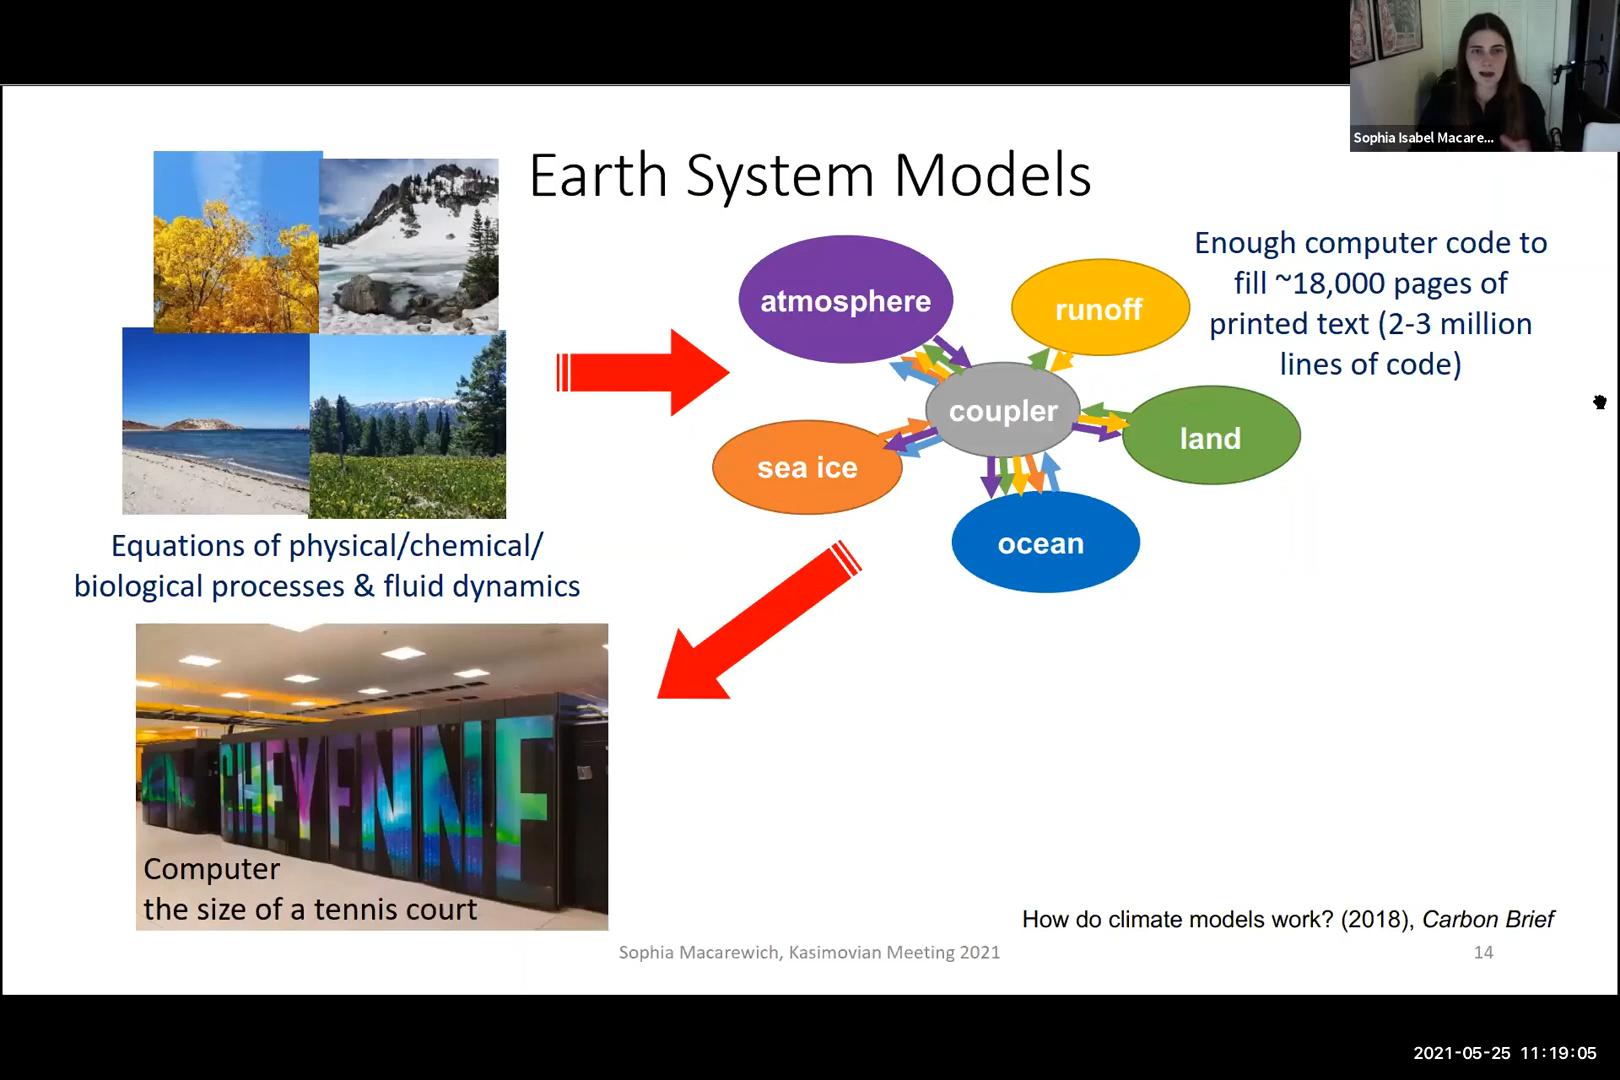 Sophia Isabel Macare...
Earth System Models
Enough computer code to
fill ~18,000 pages of
printed text (2-3 million
lines of code)
atmosphere
runoff
coupler
land
sea ice
ocean
Equations of physical/chemical/
biological processes & fluid dynamics
CHEYENNE
Computer
the size of a tennis court
How do climate models work? (2018), Carbon Brief
Sophia Macarewich, Kasimovian Meeting 2021
14
2021-05-25 11:19:05